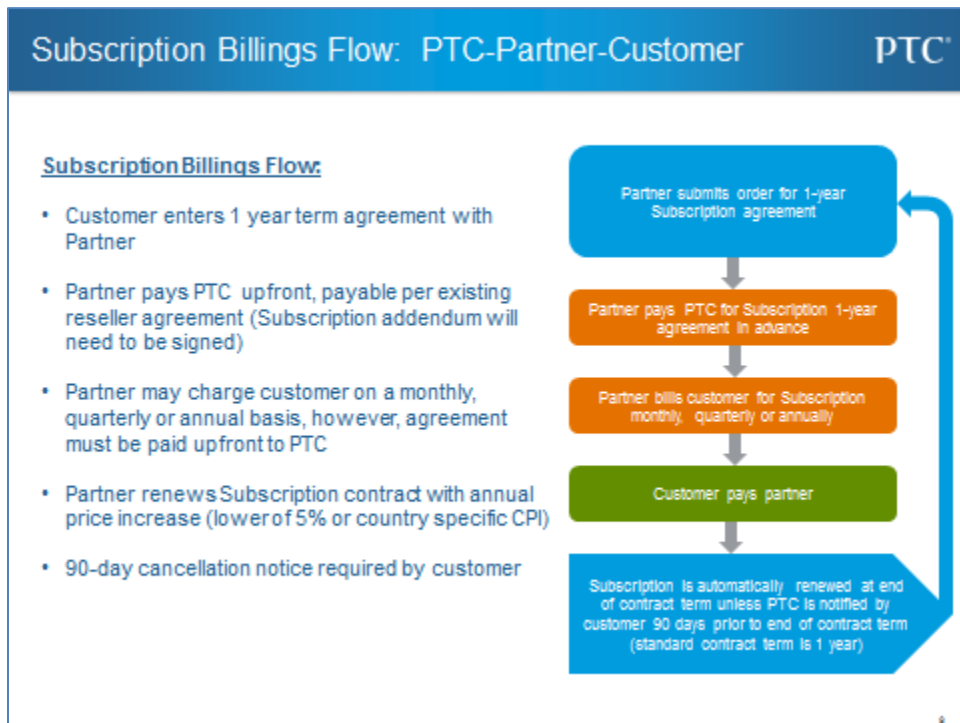 Subscription Billings Flow: PTC-Partner-Customer
PTC®
Subscription Billings Flow:
• Customer enters 1 year term agreement with
Partner
• Partner pays PTC upfront, payable per existing
reseller agreement (Subscription addendum will
need to be signed)
• Partner may charge customer on a monthly,
quarterly or annual basis, however, agreement
must be paid upfront to PTC
• Partner renews Subscription contract with annual
price increase (lower of 5% or country specific CPI)
• 90-day cancellation notice required by customer
Partner submits order for 1-year
Subscription agreement
Partner pays PTC for Subscription 1-year
agreement in advance
Partner bills customer for Subscription
monthly, quarterly or annually
Customer pays partner
Subscription is automatically renewed at end
of contract term unless PTC is notified by
customer 90 days prior to end of contract term
(standard contract term is 1 year)